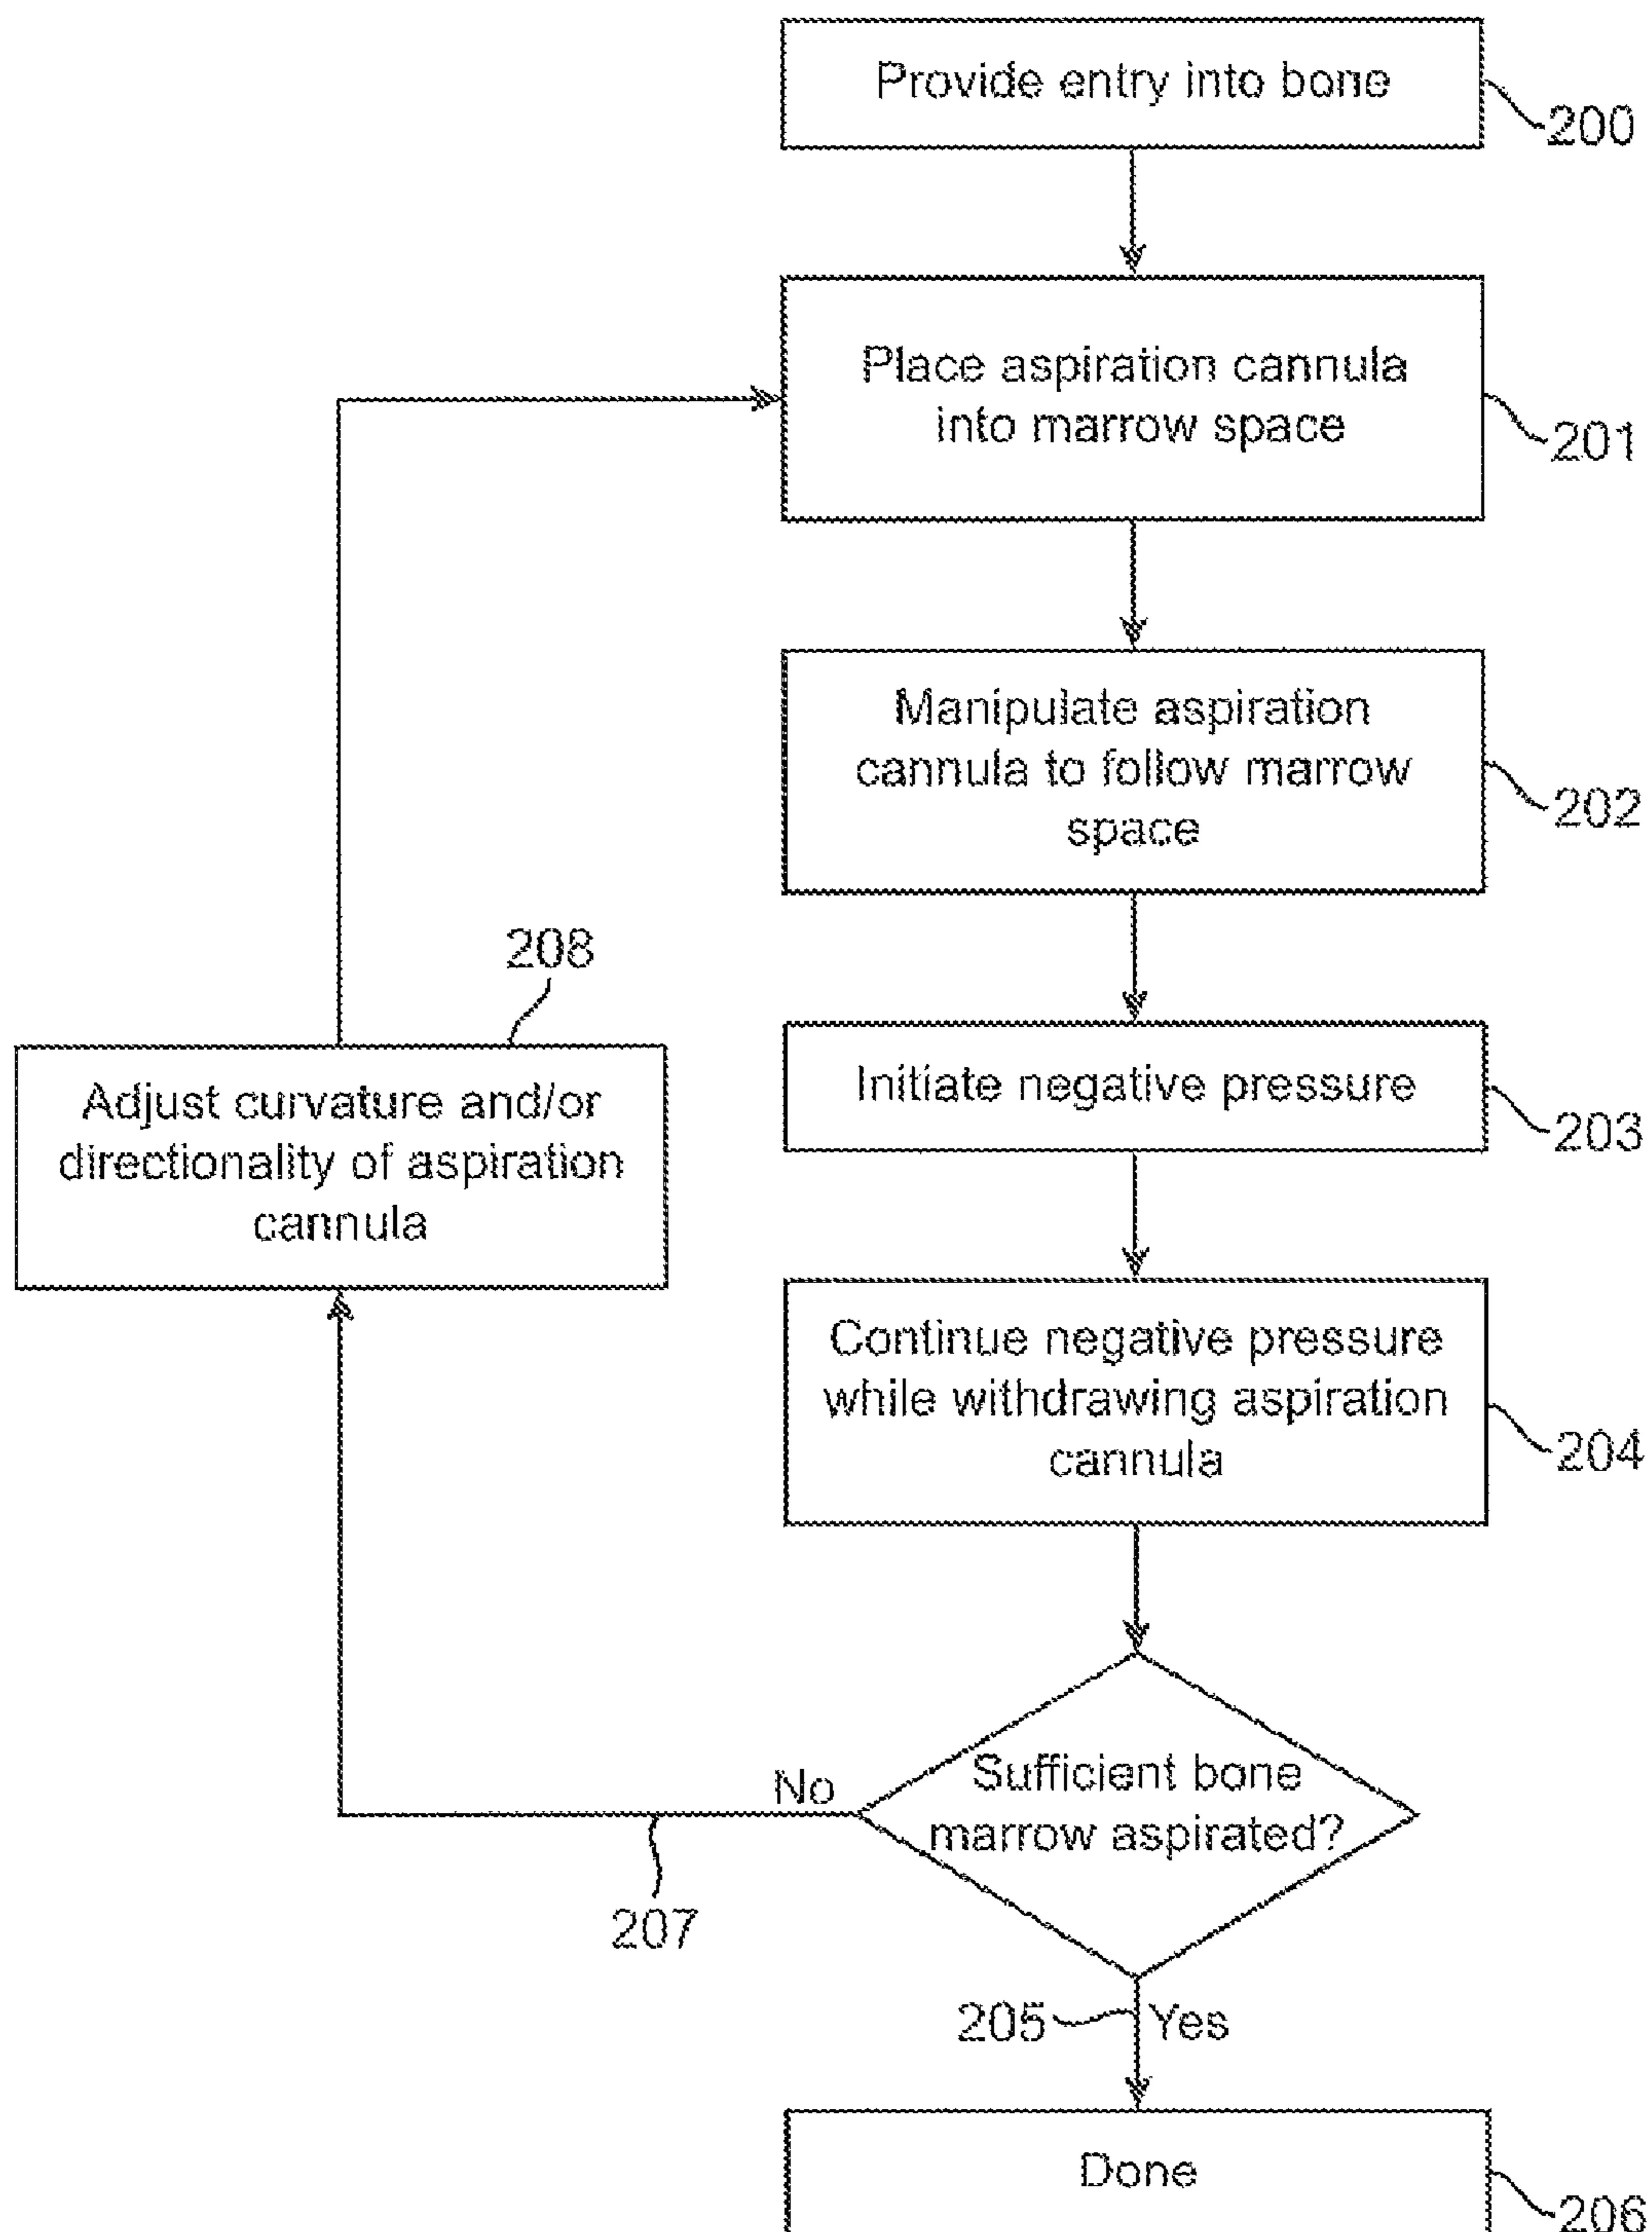 Provide entry into bone
200
Place aspiration cannula
into marrow space
201
Manipulate aspiration
cannula to follow marrow
space
202
208
Adjust curvature and/or
directionality of aspiration
cannula
Initiate negative pressure
203
Continue negative pressure
while withdrawing aspiration
cannula
204
Sufficient bone
marrow aspirated?
No
207
205
Yes
Done
206